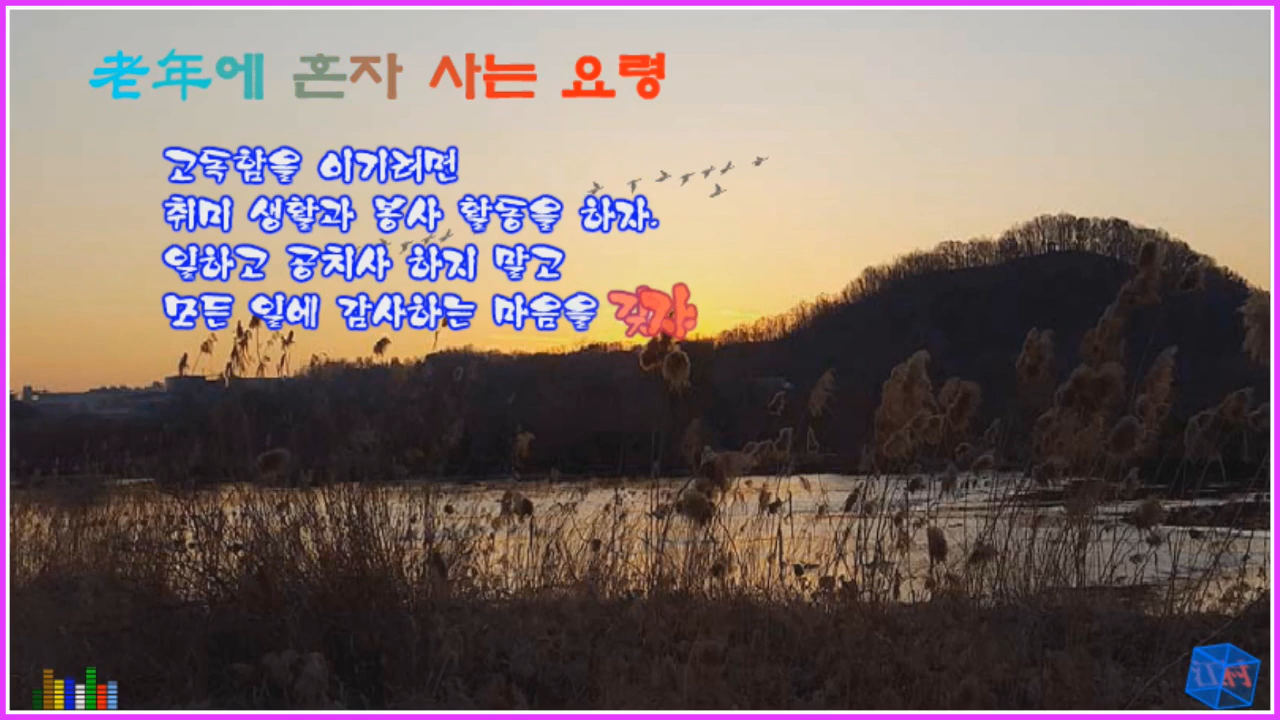 老年에 혼자 사는 요령
고독함을 이기려면
취미 생활과 봉사 활동을 하자.
일하고 공치사 하지 말고
모든 일에 감사하는 마음을 갖자